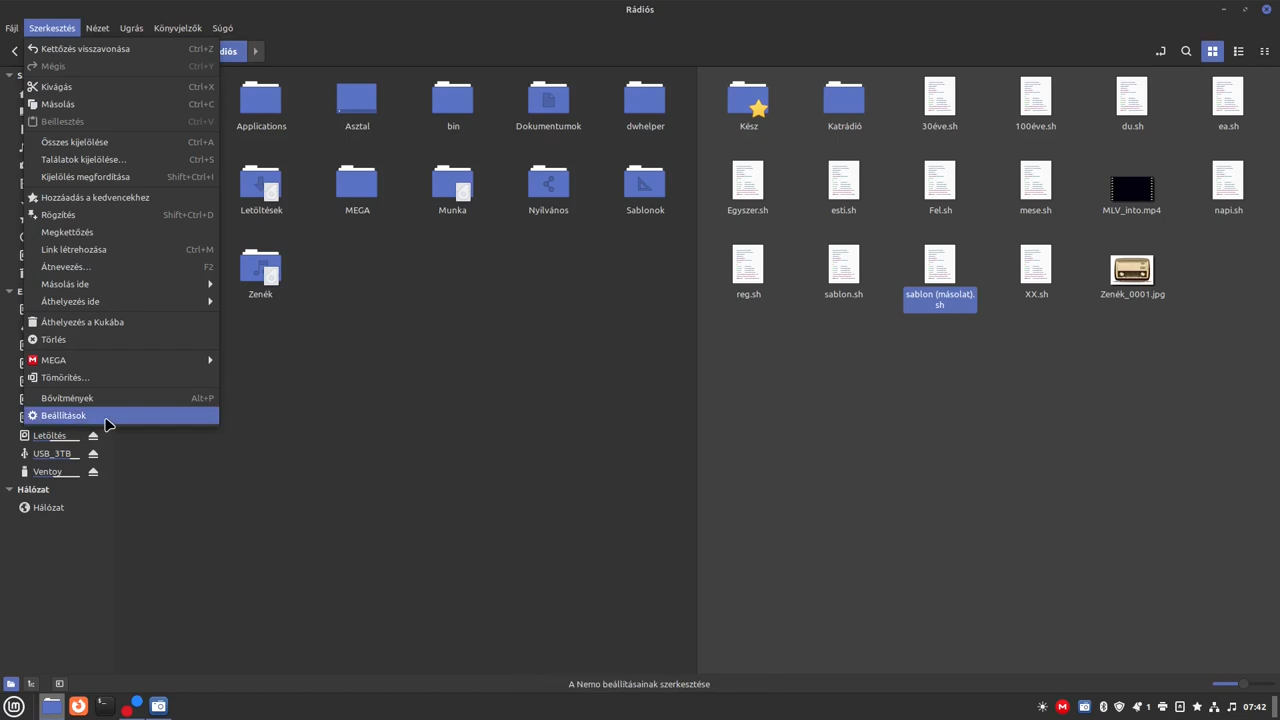 Rádiós
Fájl Szerkesztés Nézet Ugrás Könyvjelzők Súgó
diós
Kettőzés visszavonása Ctrl+Z
Mégis Ctrl+Y
Kivágás Ctrl+X
Másolás Ctrl+C
Beillesztés Ctrl+V
Összes kijelölése Ctrl+A
Találatok kijelölése... Ctrl+S
Kijelölés megfordítása Shift+Ctrl+I
Hozzáadás a kedvencekhez
Rögzítés Shift+Ctrl+D
Megkettőzés
Link létrehozása Ctrl+M
Átnevezés... F2
Másolás ide
Áthelyezés ide
Áthelyezés a Kukába
Törlés
MEGA
Tömörítés...
Bővítmények Alt+P
Beállítások
Letöltés
USB_3TB
Ventoy
Hálózat
Hálózat
Applications Asztal bin Dokumentumok dwhelper
Letöltések MEGA Munka Nyilvános Sablonok
Zenék
Kész Katrádió 30éve.sh 100éve.sh du.sh ea.sh
Egyszer.sh esti.sh Fel.sh mese.sh MLV_into.mp4 napi.sh
reg.sh sablon.sh sablon (másolat). XX.sh Zenék_0001.jpg
sh
A Nemo beállításainak szerkesztése
07:42